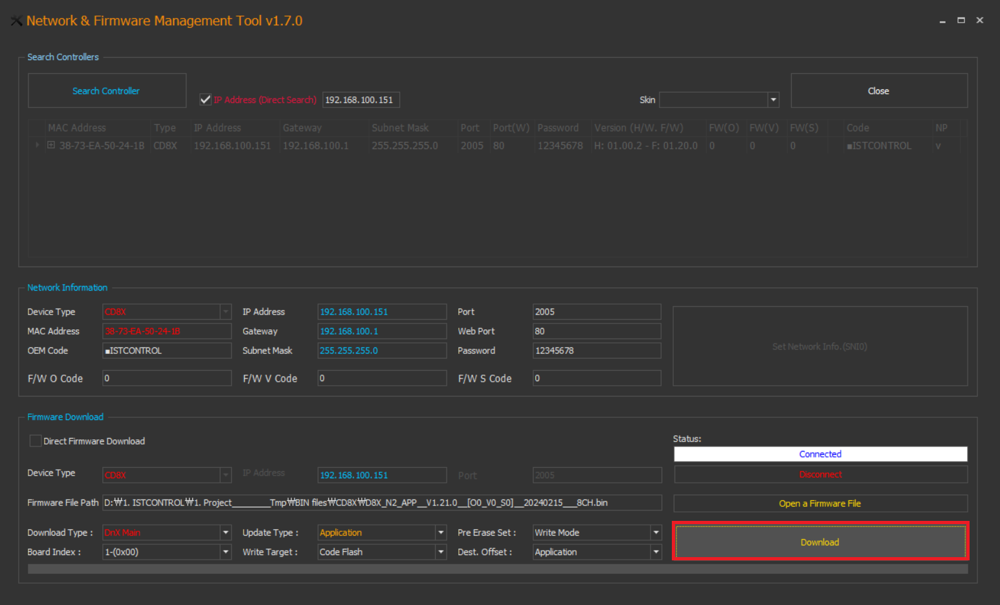 Network & Firmware Management Tool v1.7.0
Search Controllers
Search Controller
IP Address (Direct Search) 192.168.100.151
Skin
Close
MAC Address Type IP Address Gateway Subnet Mask Port Port(W) Password Version (H/W. F/W) FW(O) FW(V) FW(S) Code NP
38-73-EA-50-24-1B CD8X 192.168.100.151 192.168.100.1 255.255.255.0 2005 80 12345678 H: 01.00.2 - F: 01.20.0 0 0 0 ■ISTCONTROL v
Network Information
Device Type CD8X IP Address 192.168.100.151 Port 2005
MAC Address 38-73-EA-50-24-1B Gateway 192.168.100.1 Web Port 80
OEM Code ■ISTCONTROL Subnet Mask 255.255.255.0 Password 12345678
Set Network Info.(SNI0)
F/W O Code 0 F/W V Code 0 F/W S Code 0
Firmware Download
Direct Firmware Download
Status:
Connected
Device Type CD8X IP Address 192.168.100.151 Port 2005
Disconnect
Firmware File Path D:₩1. ISTCONTROL₩1. Project________Tmp₩BIN files₩CD8X₩D8X_N2_APP__V1.21.0__[O0_V0_S0]__20240215___8CH.bin
Open a Firmware File
Download Type : DnX Main Update Type : Application Pre Erase Set : Write Mode
Download
Board Index : 1-(0x00) Write Target : Code Flash Dest. Offset : Application